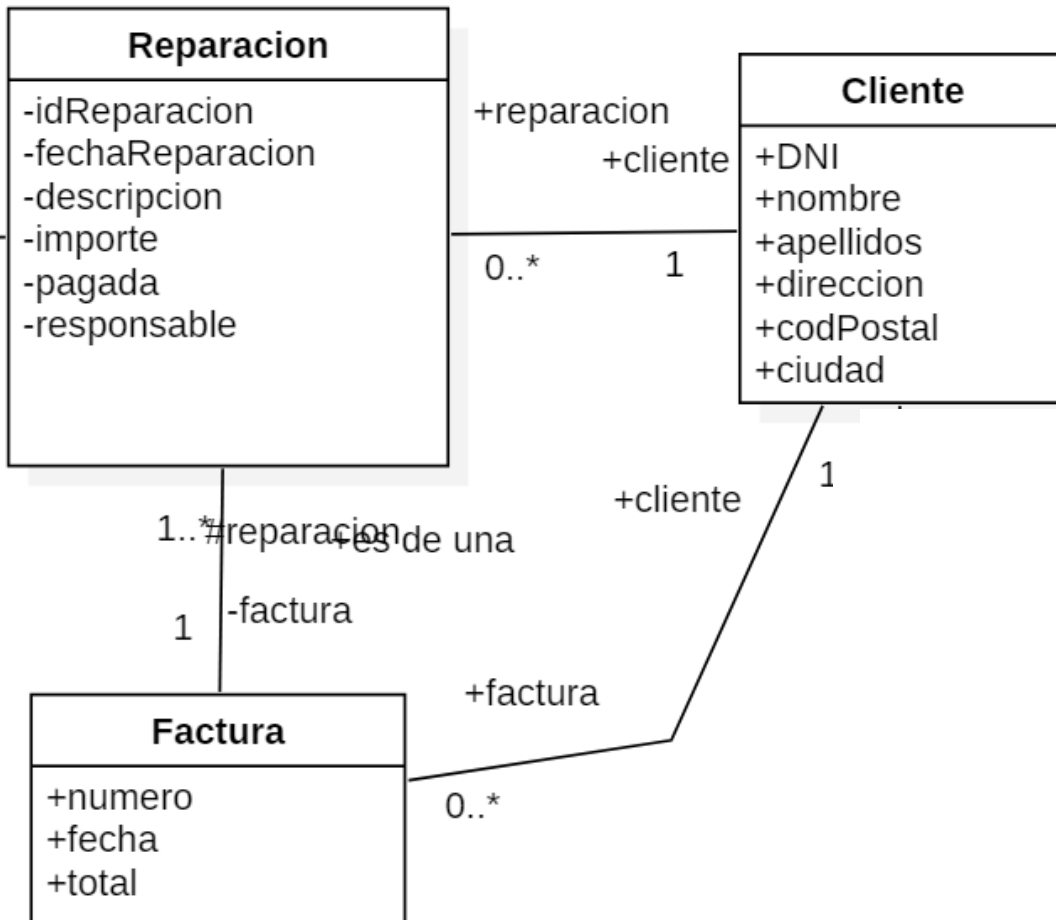 Reparacion
-idReparacion
-fechaReparacion
-descripcion
-importe
-pagada
-responsable
+reparacion
+cliente
0..*
1
Cliente
+DNI
+nombre
+apellidos
+direccion
+codPostal
+ciudad
1..*
#reparacion
+es de una
1
-factura
+cliente
1
+factura
0..*
Factura
+numero
+fecha
+total